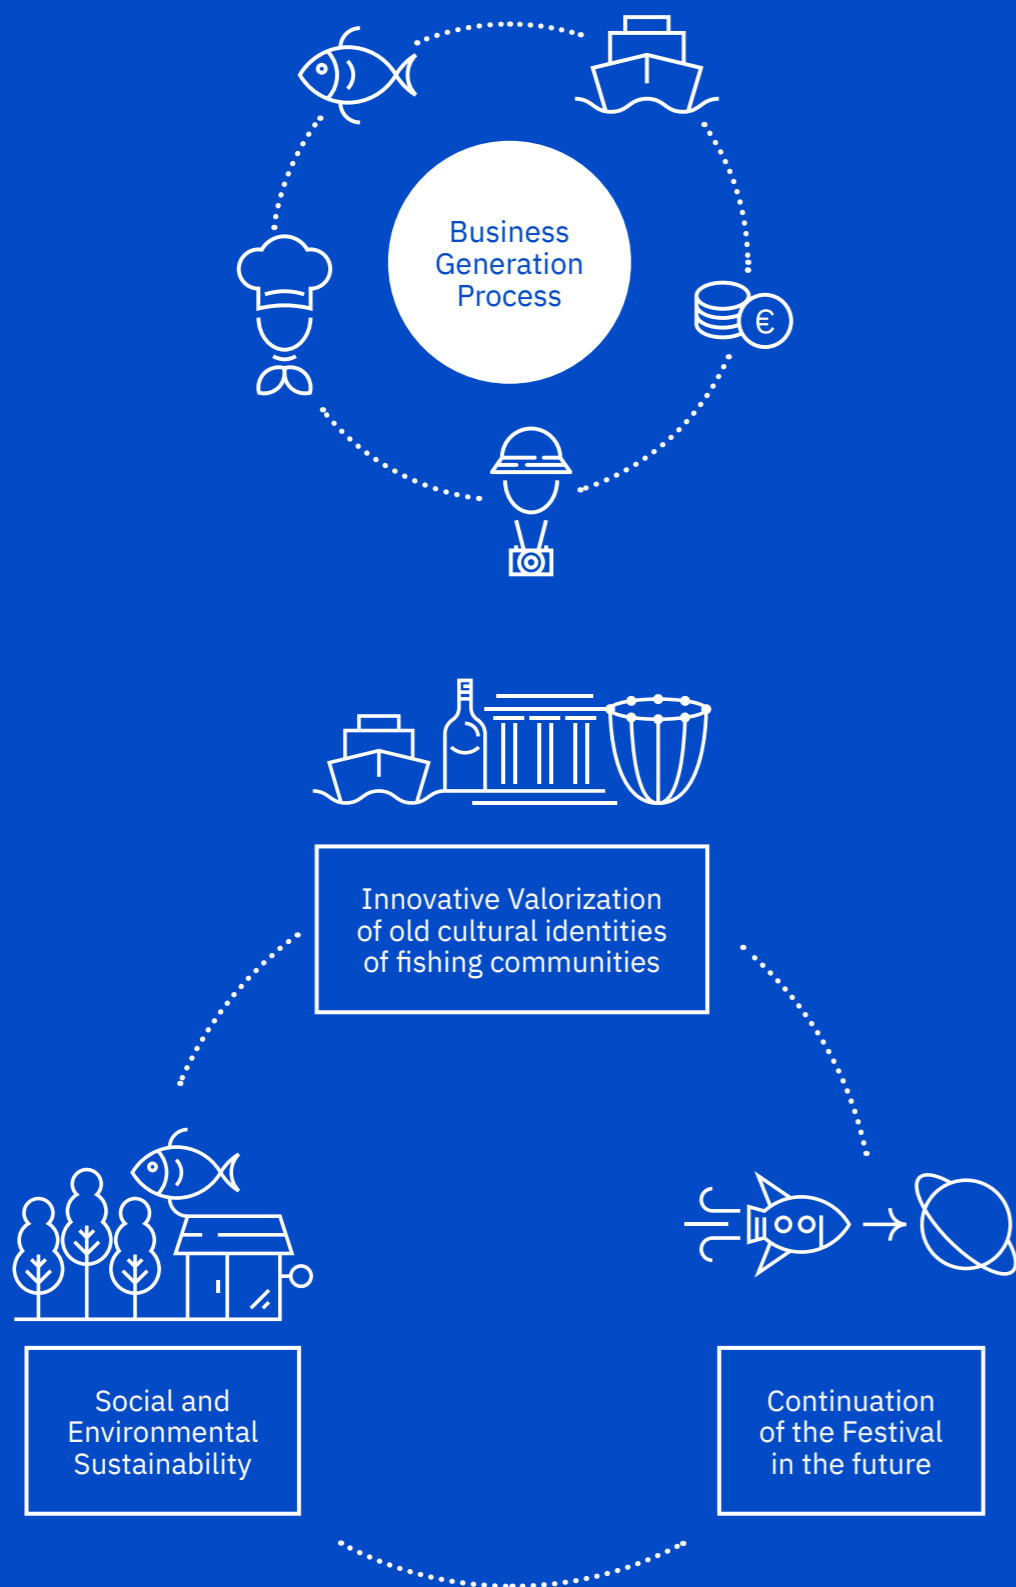 Business
Generation
Process
€
Innovative Valorization
of old cultural identities
of fishing communities
Social and
Environmental
Sustainability
Continuation
of the Festival
in the future